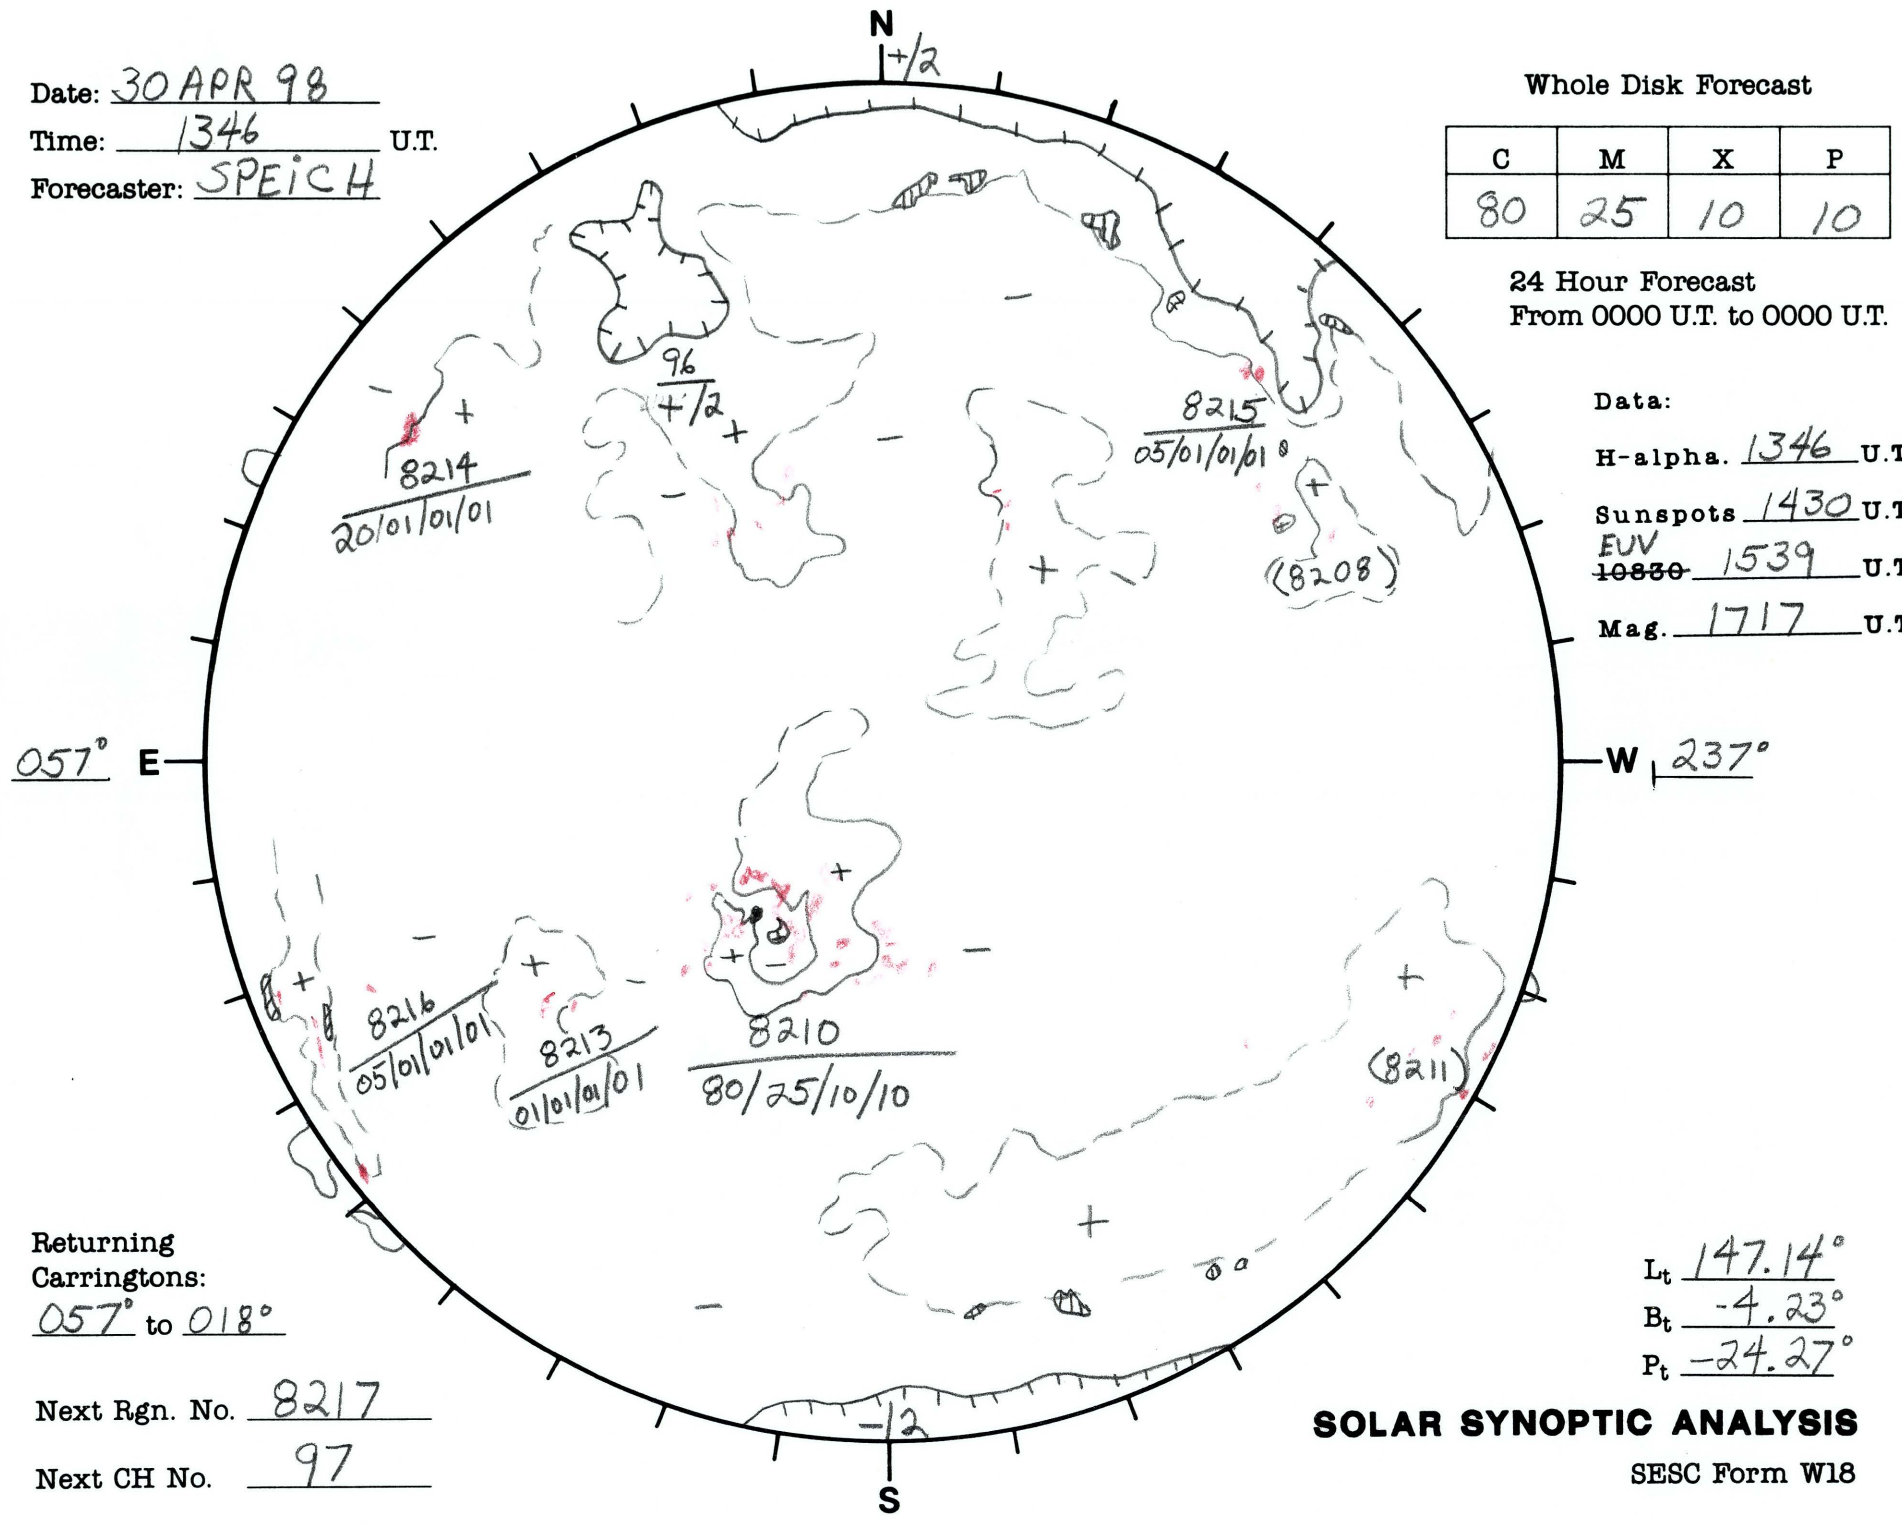 N
+/2
Date: 30 APR 98
Time: 1346 U.T.
Forecaster: SPEICH
Whole Disk Forecast
C M X P
80 25 10 10
24 Hour Forecast
From 0000 U.T. to 0000 U.T.
Data:
H-alpha. 1346 U.T
Sunspots 1430 U.T
EUV
10830 1539 U.T
Mag. 1717 U.T
96
+/2
+
-
-
+
-
-
+
+
+
8214
20/01/01/01
8215
05/01/01/01
(8208)
057° E
W 237°
+
+
-
+
-
-
+
-
-
+
8216
05/01/01/01
8213
01/01/01/01
8210
80/25/10/10
(8211)
+
-
-/2
S
Returning
Carringtons:
057° to 018°
Next Rgn. No. 8217
Next CH No. 97
Lt 147.14°
Bt -4.23°
Pt -24.27°
SOLAR SYNOPTIC ANALYSIS
SESC Form W18